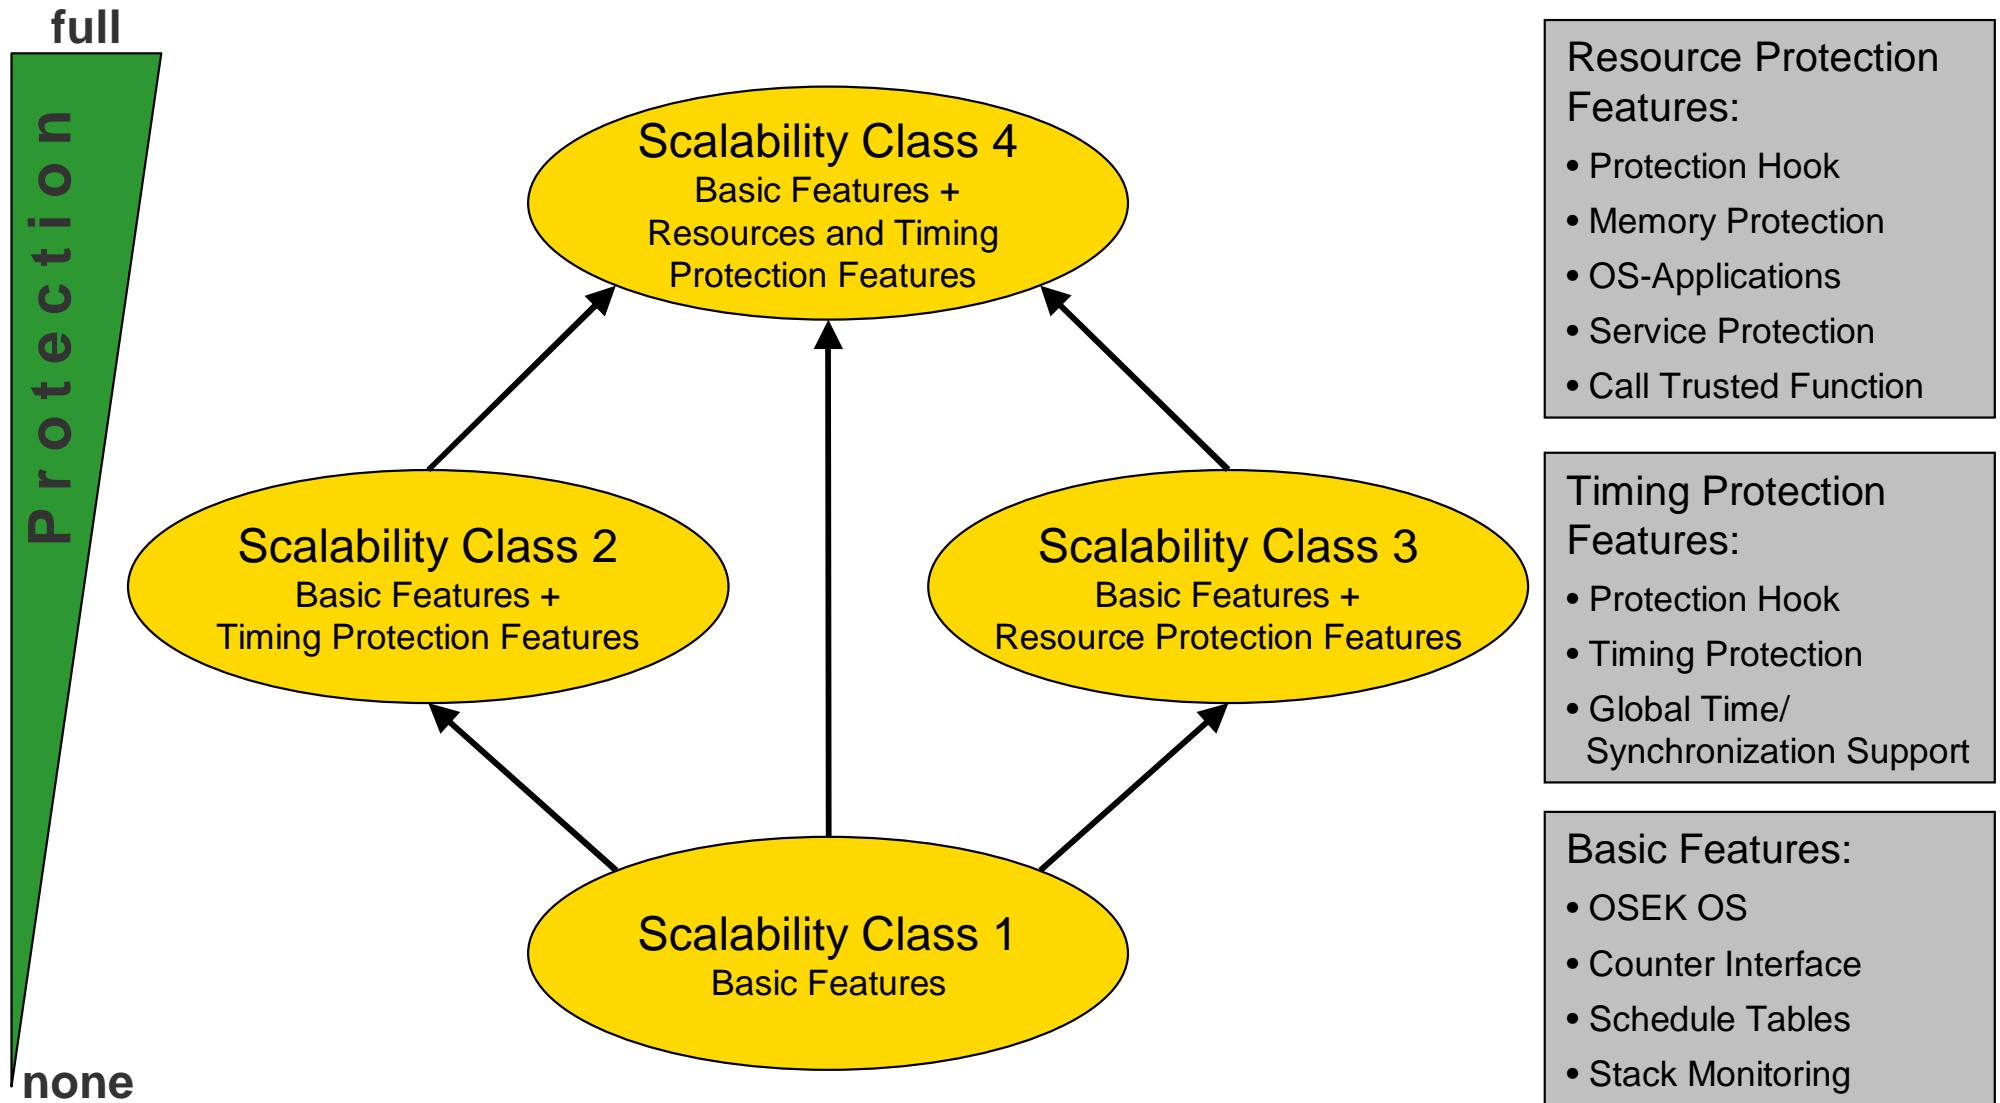 full
Protection
none
Scalability Class 4
Basic Features +
Resources and Timing
Protection Features
Scalability Class 2
Basic Features +
Timing Protection Features
Scalability Class 3
Basic Features +
Resource Protection Features
Scalability Class 1
Basic Features
Resource Protection
Features:
• Protection Hook
• Memory Protection
• OS-Applications
• Service Protection
• Call Trusted Function
Timing Protection
Features:
• Protection Hook
• Timing Protection
• Global Time/
Synchronization Support
Basic Features:
• OSEK OS
• Counter Interface
• Schedule Tables
• Stack Monitoring